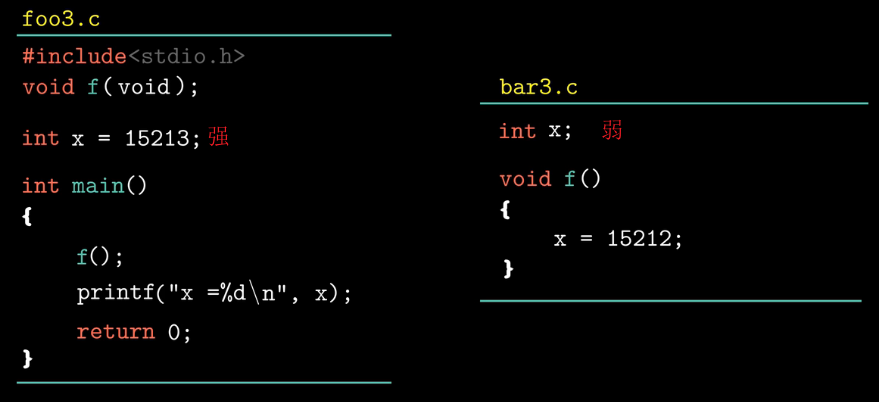 foo3.c
#include<stdio.h>
void f(void);
int x = 15213; 强
int main()
{
f();
printf("x =%d\n", x);
return 0;
}
bar3.c
int x; 弱
void f()
{
x = 15212;
}